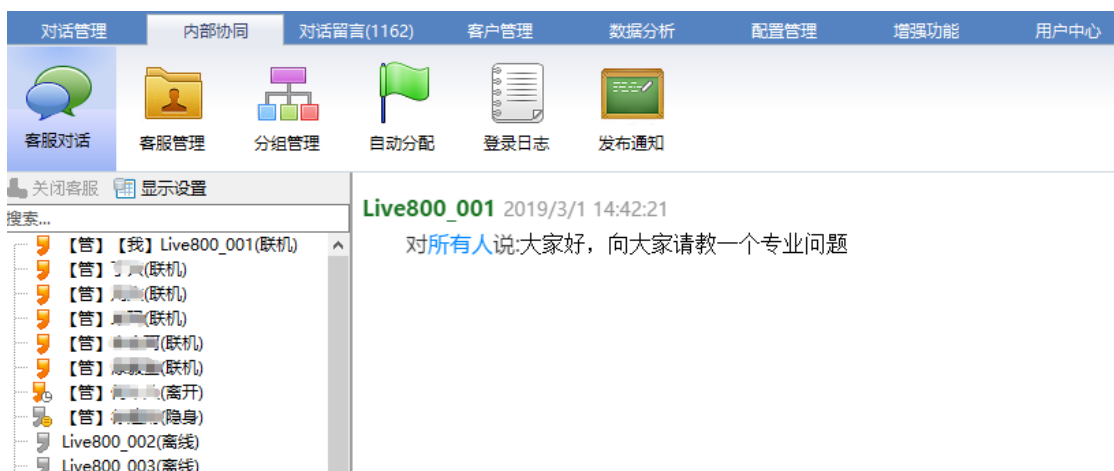 对话管理 内部协同 对话留言(1162) 客户管理 数据分析 配置管理 增强功能 用户中心
客服对话 客服管理 分组管理 自动分配 登录日志 发布通知
关闭客服 显示设置
搜索...
【管】【我】Live800_001(联机)
【管】(联机)
【管】(联机)
【管】(联机)
【管】(联机)
【管】(联机)
【管】(离开)
【管】(隐身)
Live800_002(离线)
Live800_003(离线)
Live800_001 2019/3/1 14:42:21
对所有人说:大家好，向大家请教一个专业问题